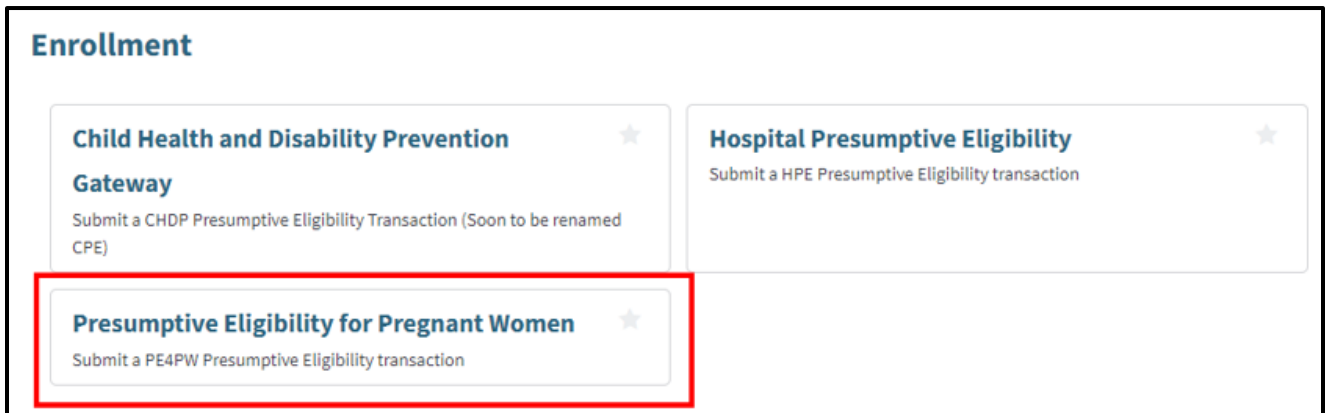 Enrollment
Child Health and Disability Prevention
Gateway
Submit a CHDP Presumptive Eligibility Transaction (Soon to be renamed
CPE)
Hospital Presumptive Eligibility
Submit a HPE Presumptive Eligibility transaction
Presumptive Eligibility for Pregnant Women
Submit a PE4PW Presumptive Eligibility transaction